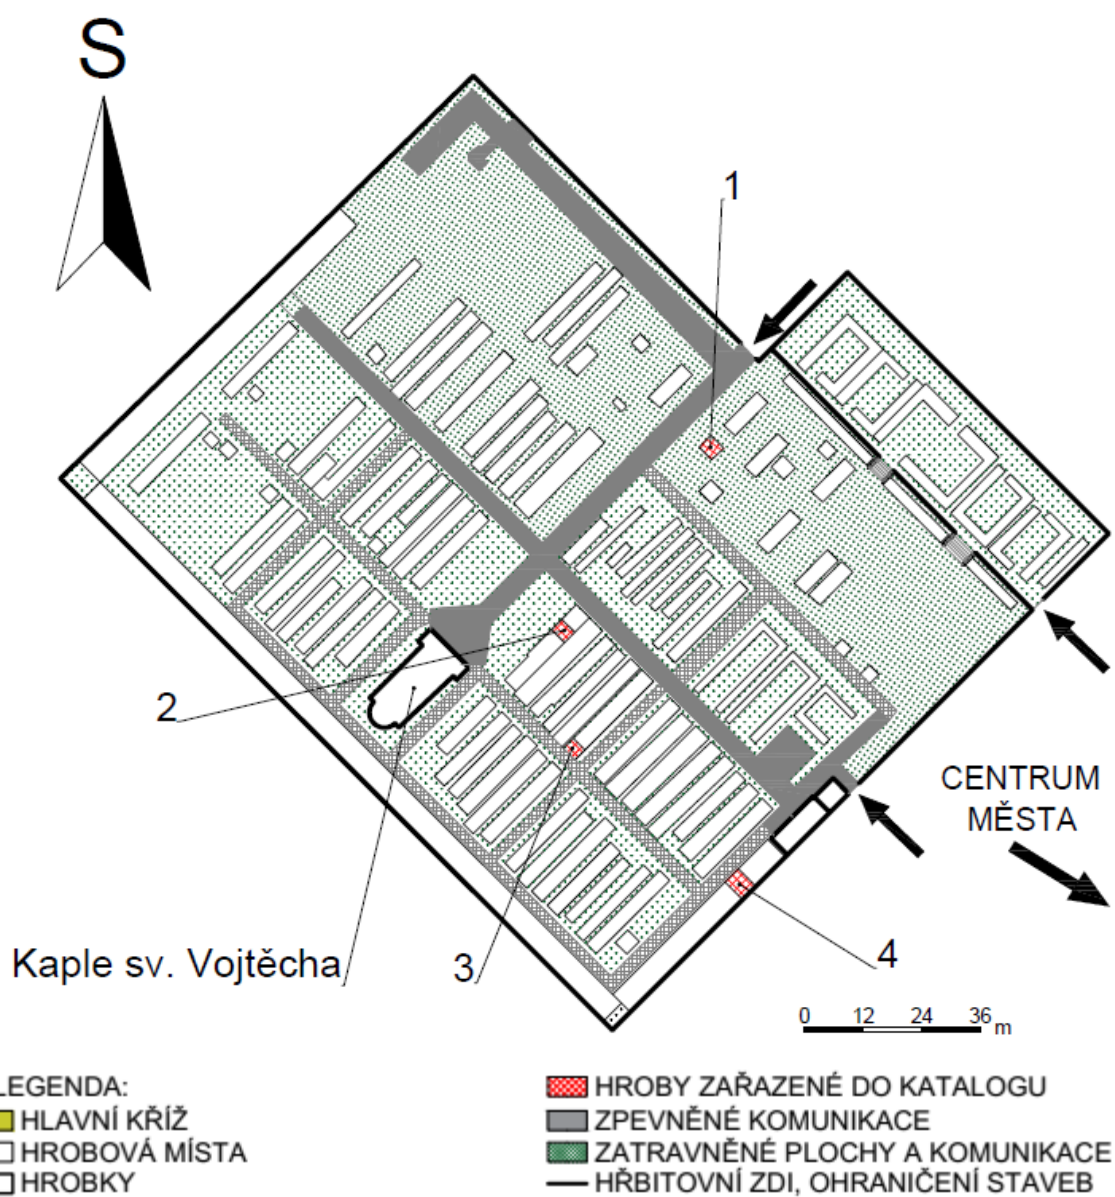 S
1
2
CENTRUM
MĚSTA
Kaple sv. Vojtěcha
3
4
0 12 24 36 m
LEGENDA:
HLAVNÍ KŘÍŽ
HROBOVÁ MÍSTA
HROBKY
HROBY ZAŘAZENÉ DO KATALOGU
ZPEVNĚNÉ KOMUNIKACE
ZATRAVNĚNÉ PLOCHY A KOMUNIKACE
HŘBITOVNÍ ZDI, OHRANIČENÍ STAVEB